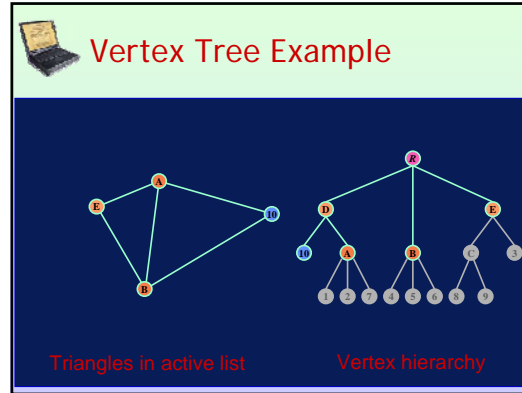 Vertex Tree Example
A
E
10
B
R
D
E
10
A
B
C
3
1
2
7
4
5
6
8
9
Triangles in active list
Vertex hierarchy